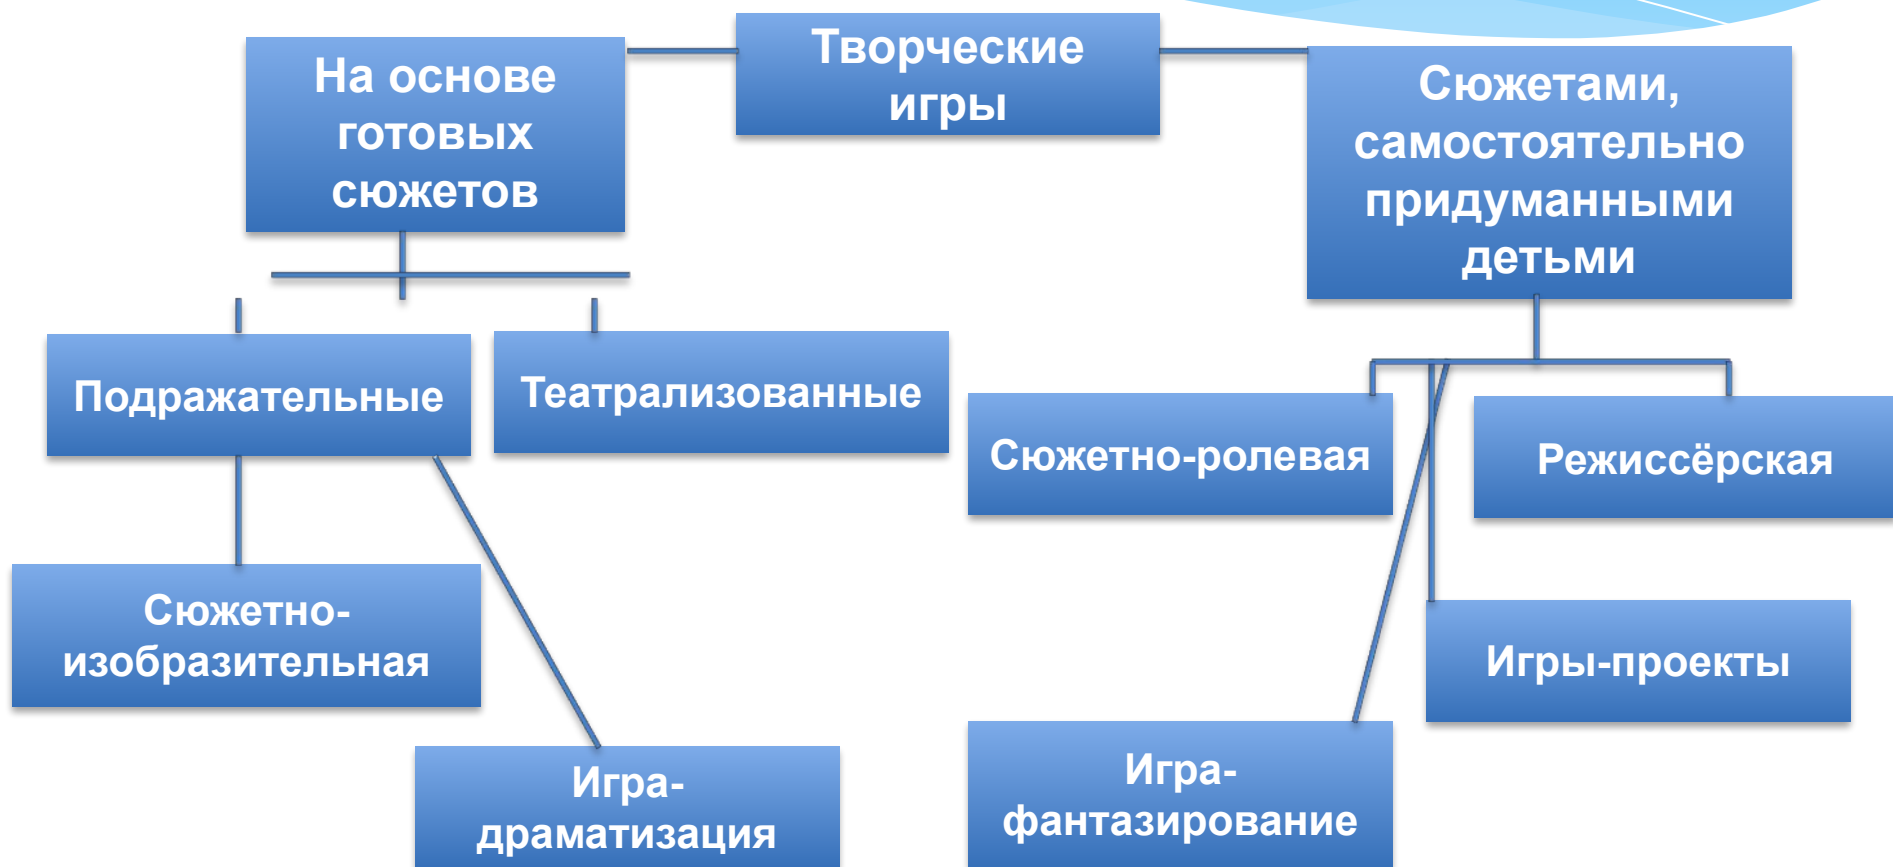 Творческие
игры
На основе
готовых
сюжетов
Сюжетами,
самостоятельно
придуманными
детьми
Подражательные
Театрализованные
Сюжетно-ролевая
Режиссёрская
Сюжетно-
изобразительная
Игры-проекты
Игра-
драматизация
Игра-
фантазирование